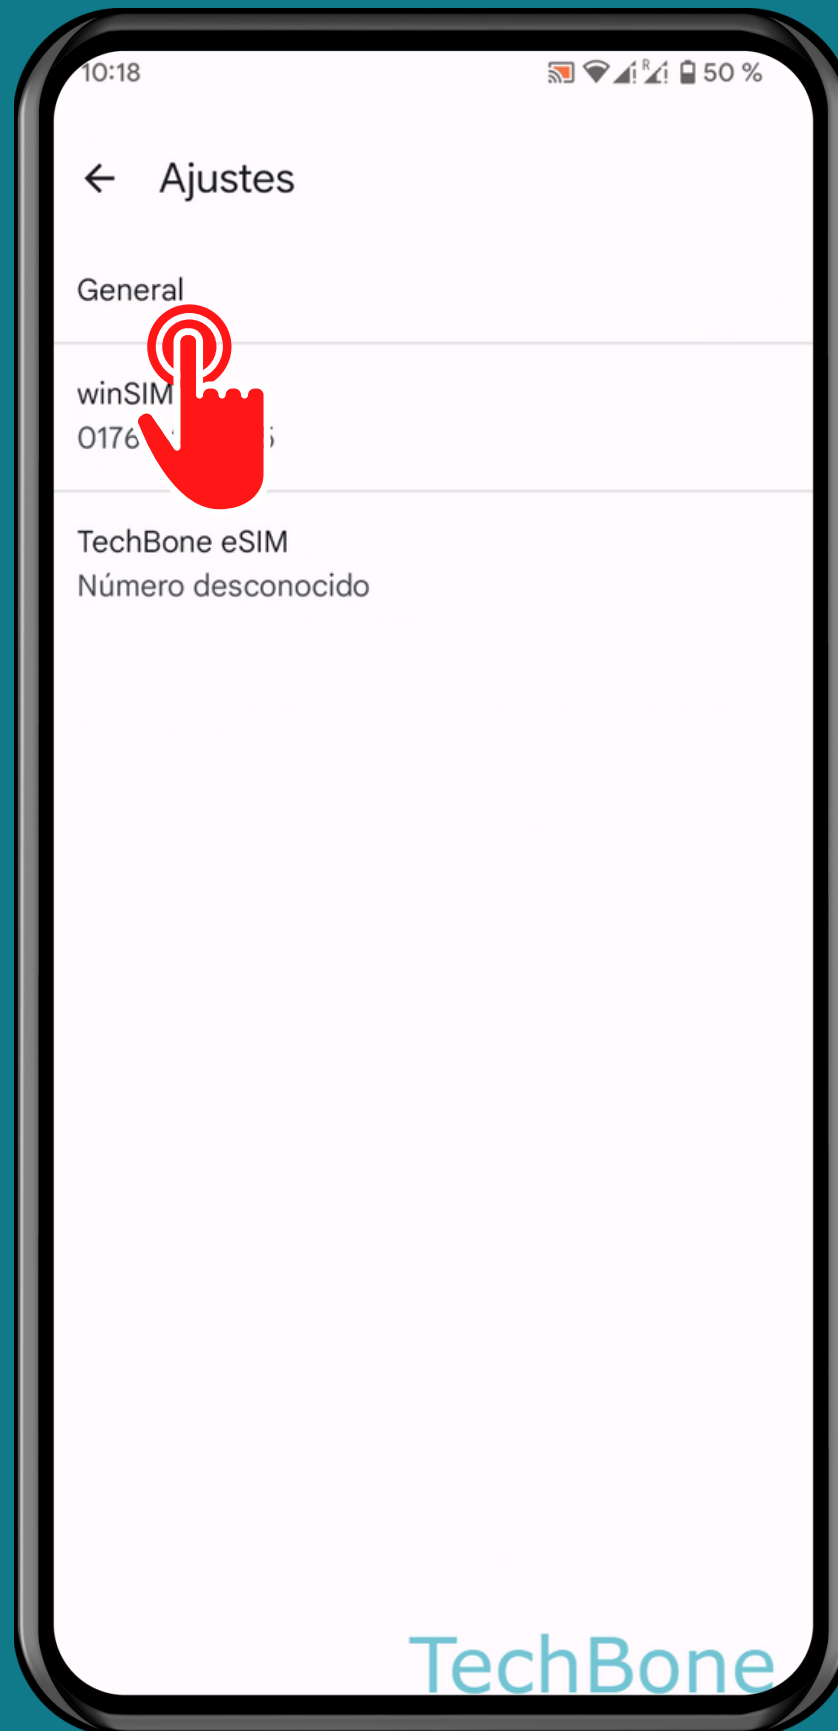 10:18
R
50 %
Ajustes
General
winSIM
0176
TechBone eSIM
Número desconocido
TechBone